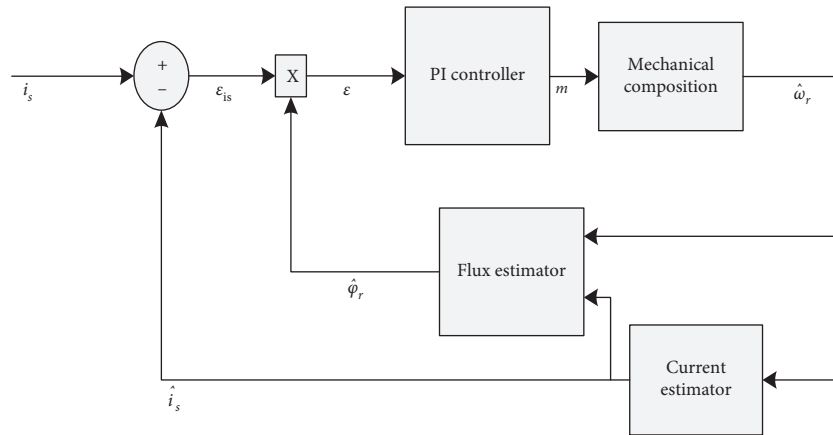 +
−
i_s
ε_is
X
ε
PI controller
m
Mechanical
composition
ω̂_r
Flux estimator
φ̂_r
Current
estimator
î_s